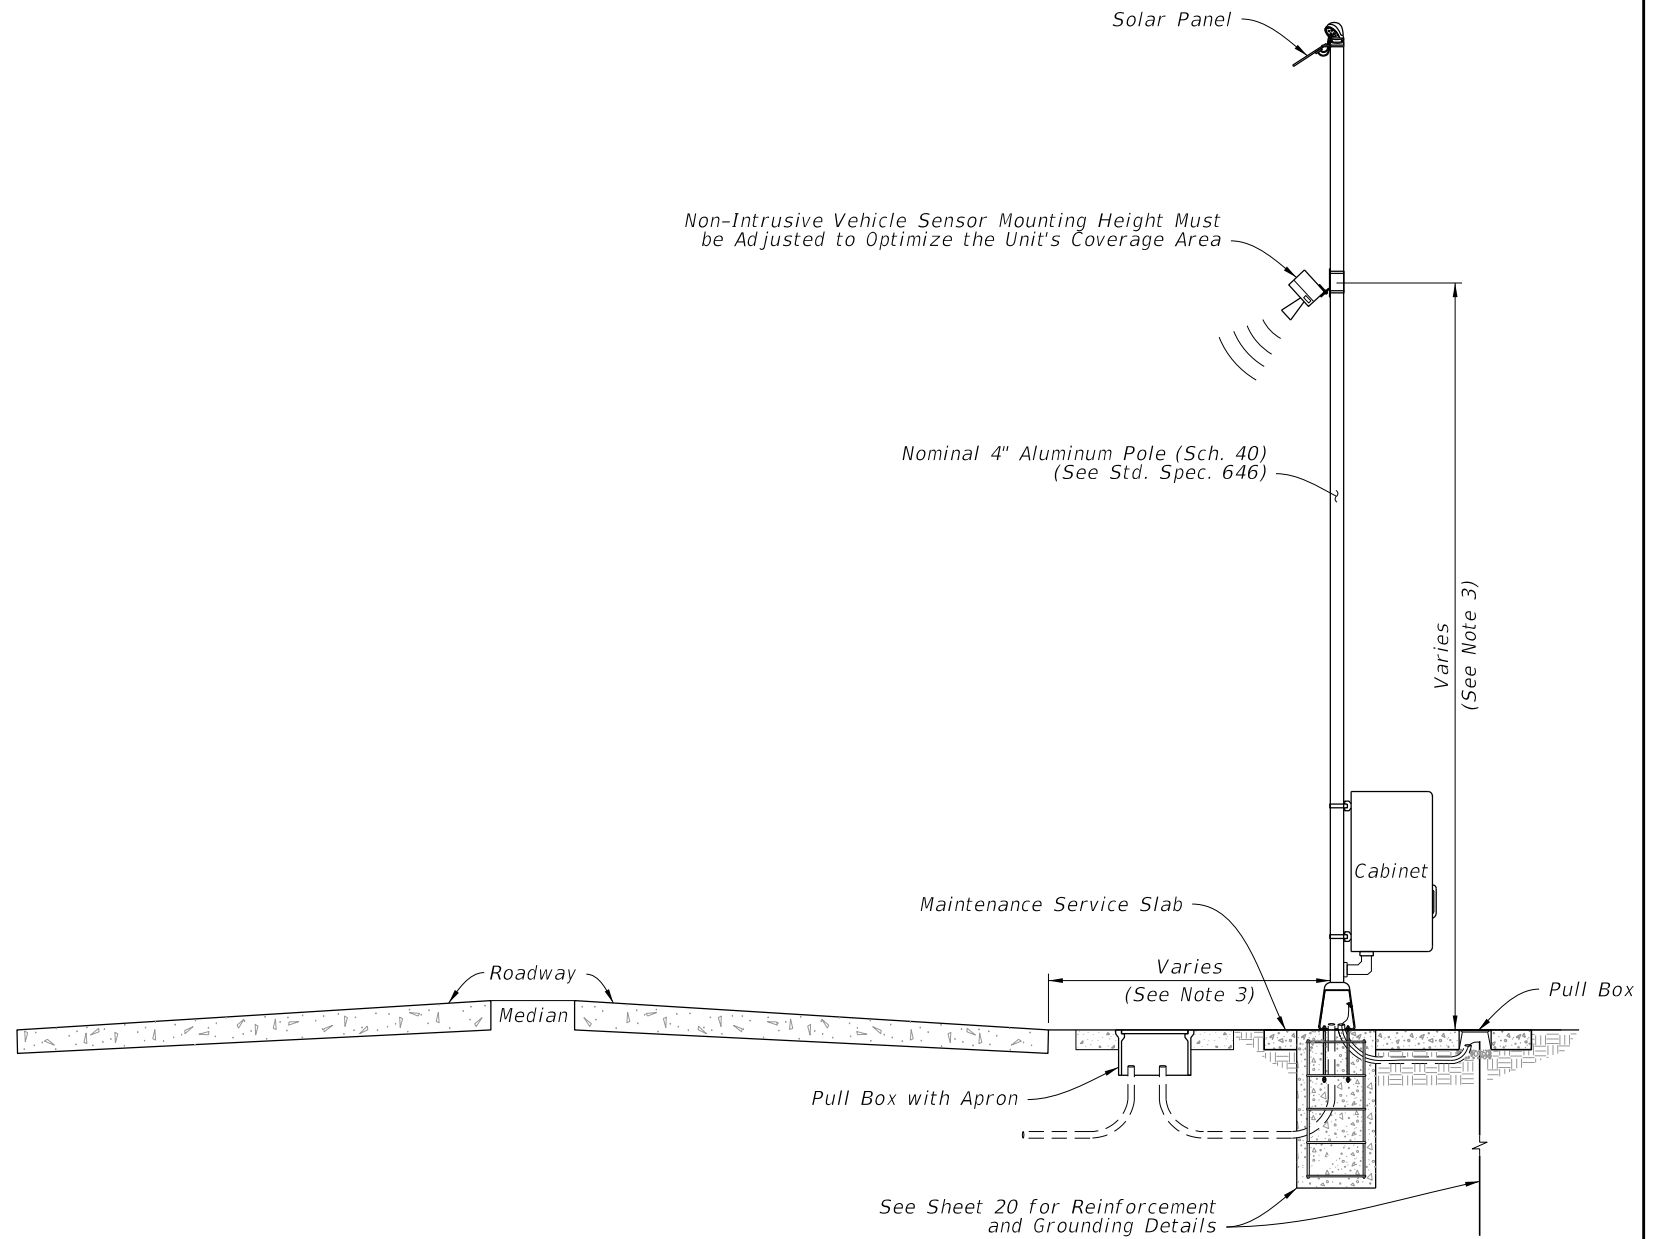 Solar Panel
Non-Intrusive Vehicle Sensor Mounting Height Must
be Adjusted to Optimize the Unit's Coverage Area
Nominal 4" Aluminum Pole (Sch. 40)
(See Std. Spec. 646)
Varies
(See Note 3)
Cabinet
Maintenance Service Slab
Varies
(See Note 3)
Roadway
Median
Pull Box
Pull Box with Apron
See Sheet 20 for Reinforcement
and Grounding Details